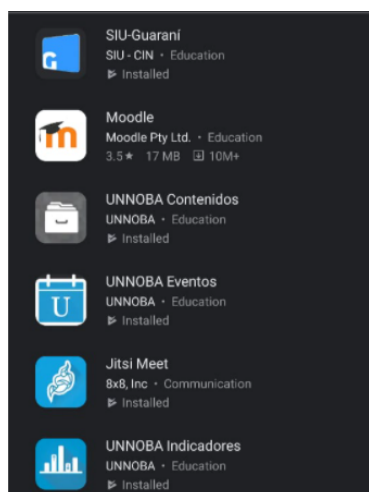 SIU-Guaraní
SIU - CIN • Education
Installed
Moodle
Moodle Pty Ltd. • Education
3.5★ 17 MB 10M+
UNNOBA Contenidos
UNNOBA • Education
Installed
UNNOBA Eventos
UNNOBA • Education
Installed
Jitsi Meet
8x8, Inc • Communication
Installed
UNNOBA Indicadores
UNNOBA • Education
Installed